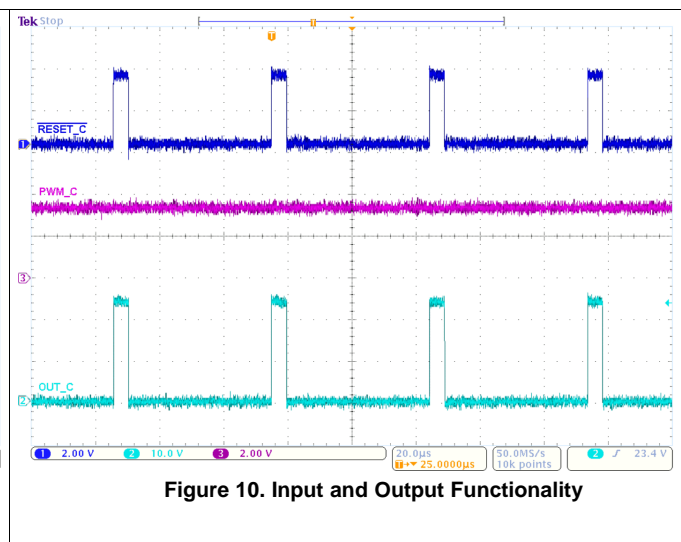 Tek Stop
T
T
RESET_C
1
PWM_C
3
OUT_C
2
1 2.00 V 2 10.0 V 3 2.00 V
20.0µs
T→▼ 25.0000µs
50.0MS/s
10k points
2 ∫ 23.4 V
Figure 10. Input and Output Functionality